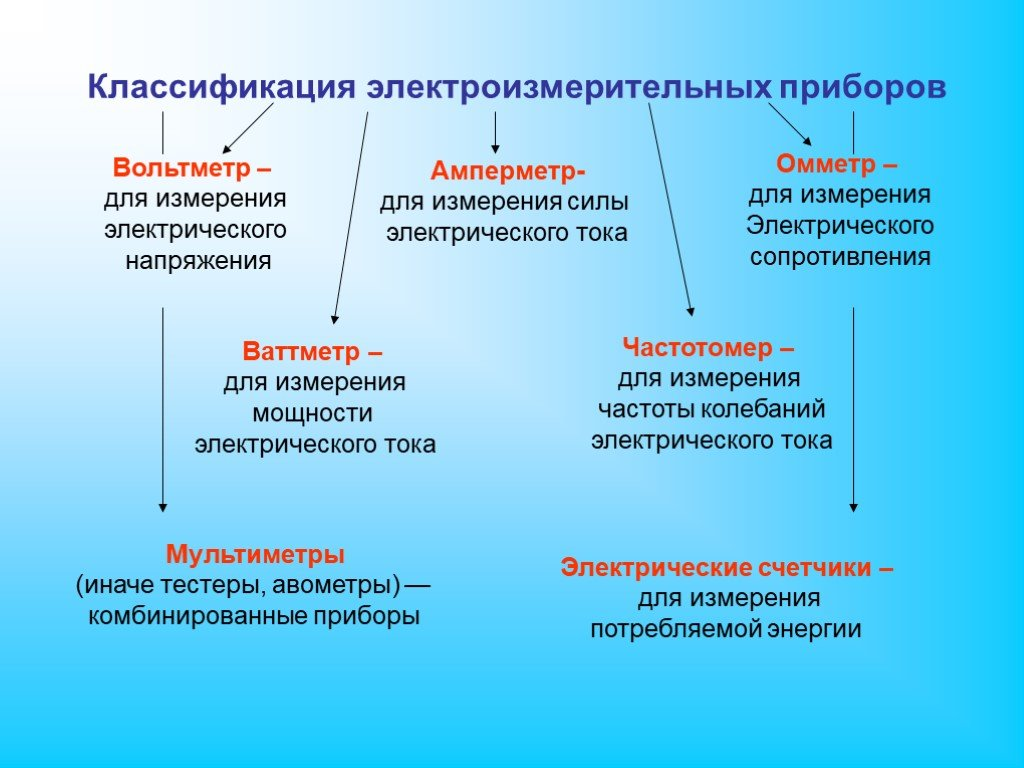 Классификация электроизмерительных приборов
Вольтметр –
для измерения
электрического
напряжения
Амперметр-
для измерения силы
электрического тока
Омметр –
для измерения
Электрического
сопротивления
Ваттметр –
для измерения
мощности
электрического тока
Частотомер –
для измерения
частоты колебаний
электрического тока
Мультиметры
(иначе тестеры, авометры) —
комбинированные приборы
Электрические счетчики –
для измерения
потребляемой энергии